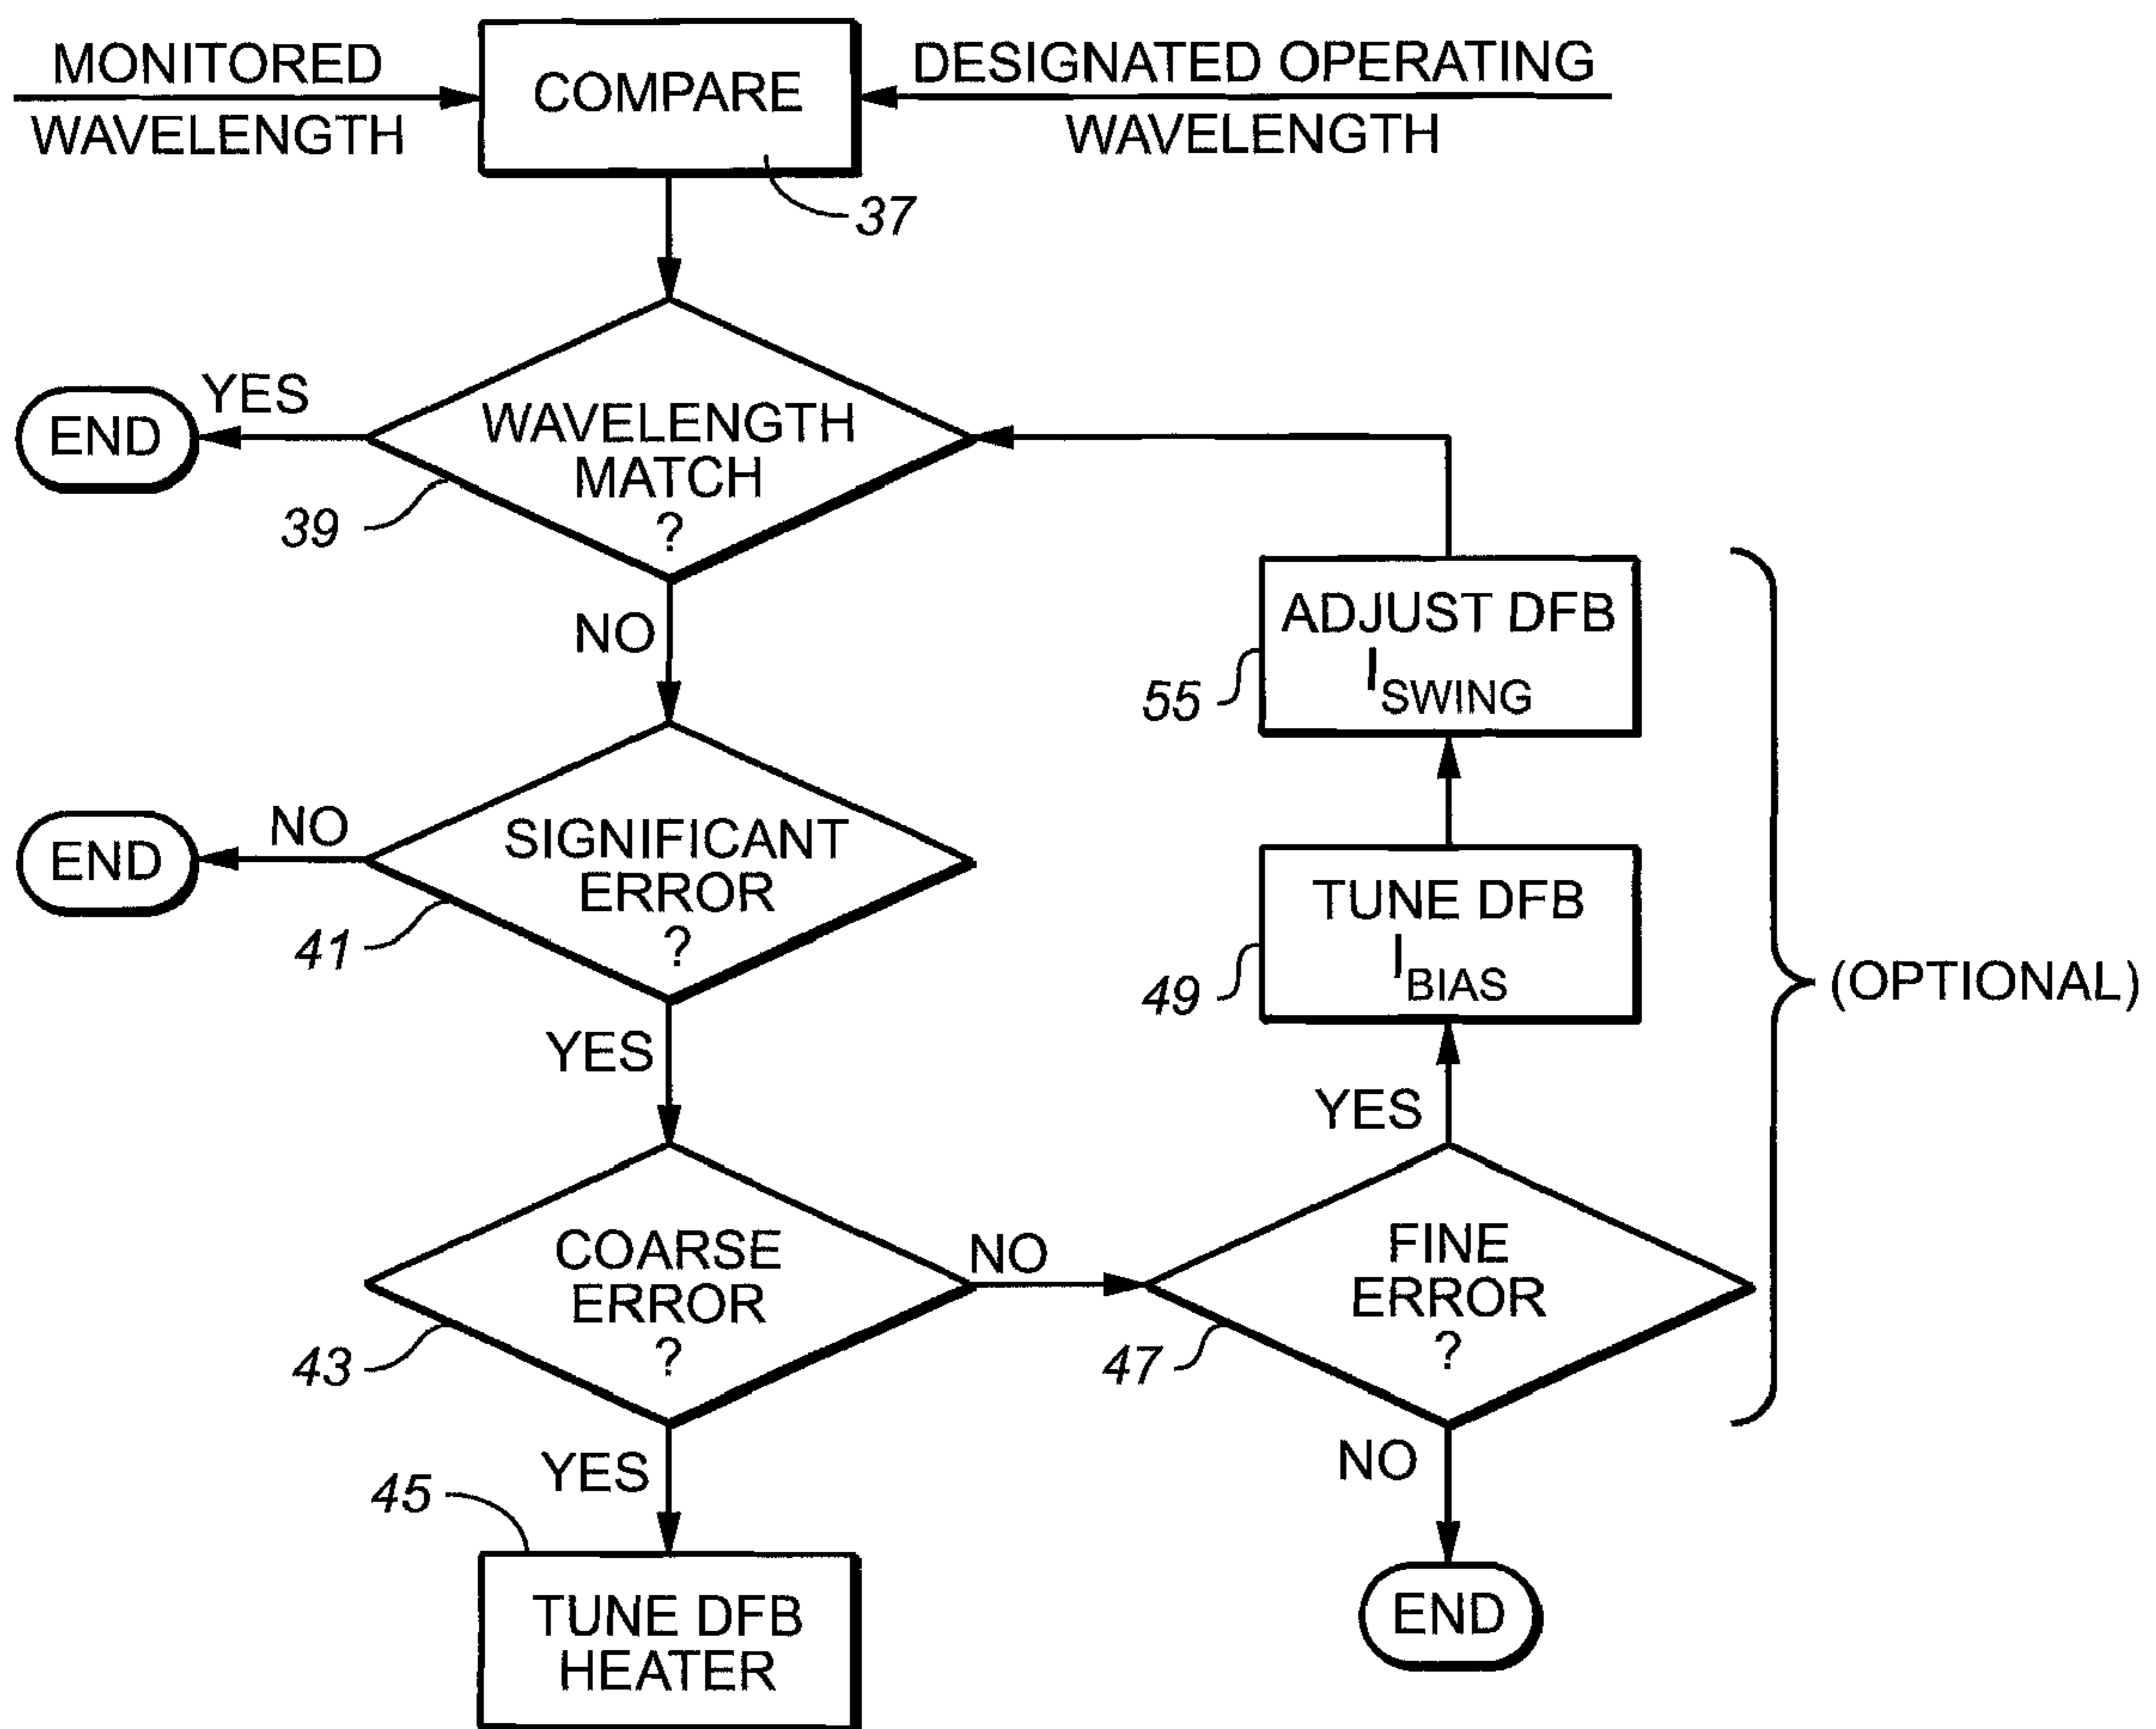 MONITORED
WAVELENGTH
COMPARE
DESIGNATED OPERATING
WAVELENGTH
37
WAVELENGTH
MATCH
?
YES
END
39
NO
SIGNIFICANT
ERROR
?
NO
END
41
YES
COARSE
ERROR
?
43
NO
YES
45
TUNE DFB
HEATER
FINE
ERROR
?
47
NO
END
YES
TUNE DFB
I BIAS
49
ADJUST DFB
I SWING
55
(OPTIONAL)